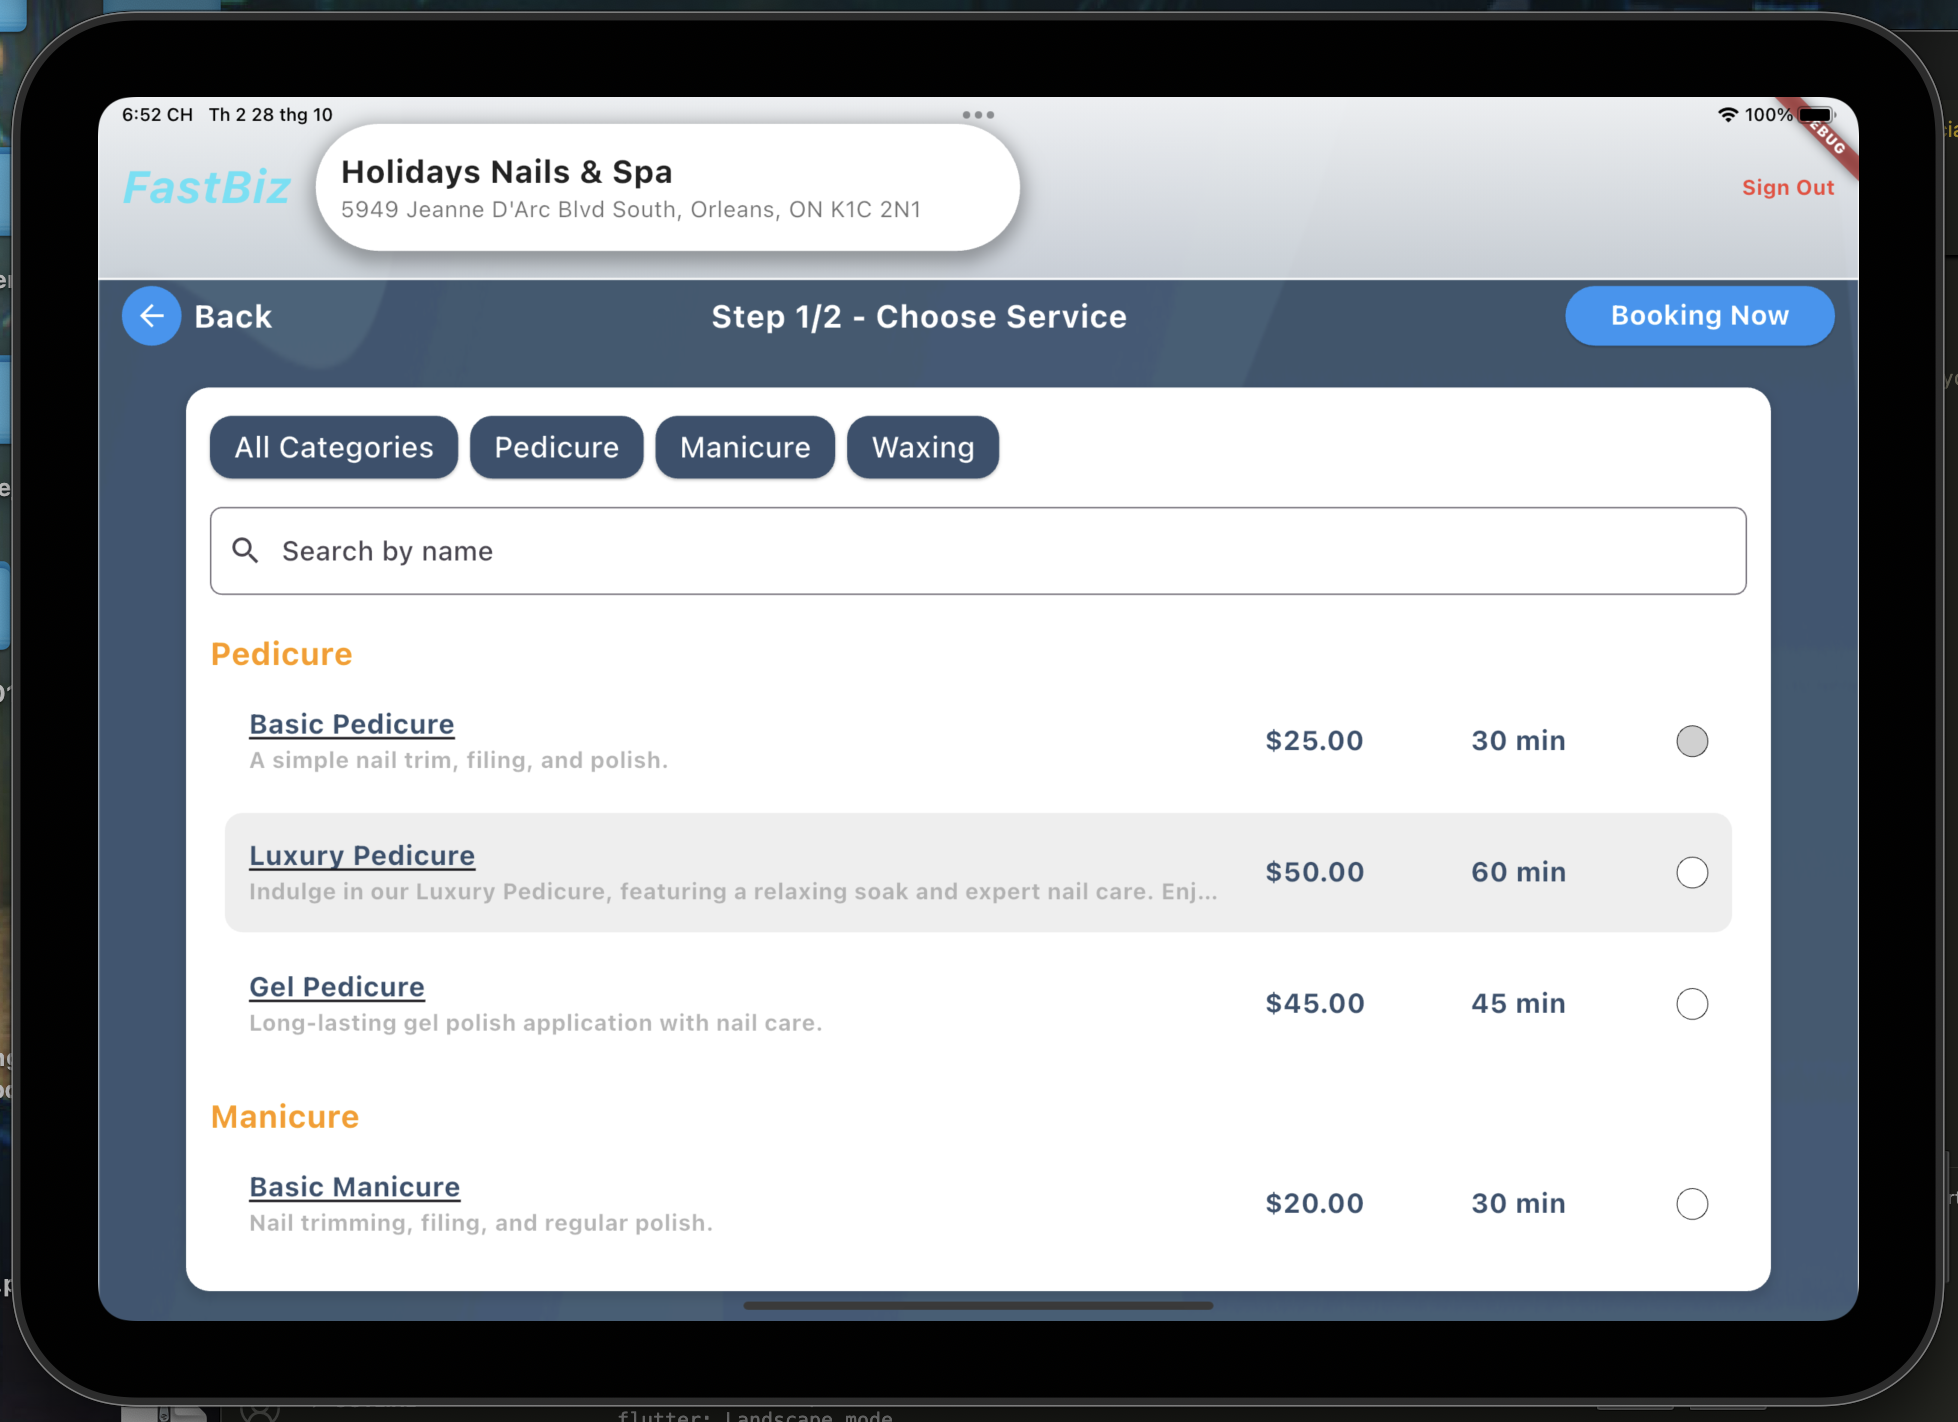 6:52 CH Th 2 28 thg 10
100%
FastBiz
Holidays Nails & Spa
5949 Jeanne D'Arc Blvd South, Orleans, ON K1C 2N1
Sign Out
Back
Step 1/2 - Choose Service
Booking Now
All Categories
Pedicure
Manicure
Waxing
Search by name
Pedicure
Basic Pedicure
A simple nail trim, filing, and polish.
$25.00
30 min
Luxury Pedicure
Indulge in our Luxury Pedicure, featuring a relaxing soak and expert nail care. Enj...
$50.00
60 min
Gel Pedicure
Long-lasting gel polish application with nail care.
$45.00
45 min
Manicure
Basic Manicure
Nail trimming, filing, and regular polish.
$20.00
30 min
flutter: Landscape mode